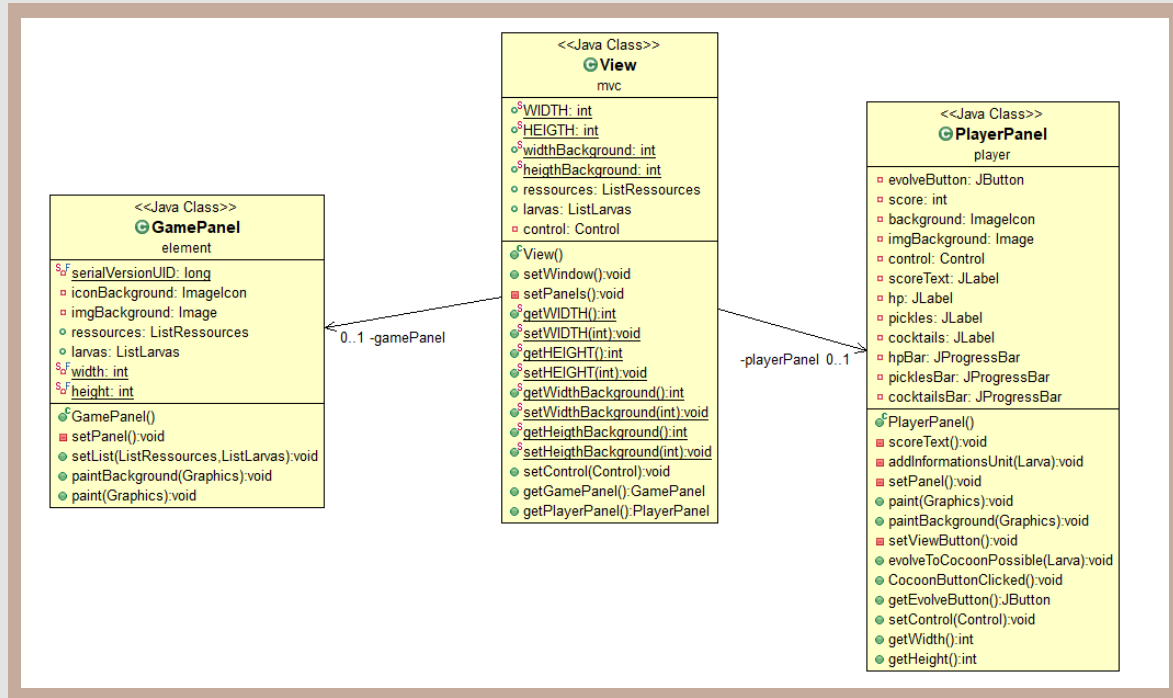 <<Java Class>>
View
mvc
WIDTH: int
HEIGTH: int
widthBackground: int
heigthBackground: int
ressources: ListRessources
larvas: ListLarvas
control: Control
View()
setWindow():void
setPanels():void
getWIDTH():int
setWIDTH(int):void
getHEIGHT():int
setHEIGHT(int):void
getWidthBackground():int
setWidthBackground(int):void
getHeigthBackground():int
setHeigthBackground(int):void
setControl(Control):void
getGamePanel():GamePanel
getPlayerPanel():PlayerPanel
<<Java Class>>
GamePanel
element
serialVersionUID: long
iconBackground: ImageIcon
imgBackground: Image
ressources: ListRessources
larvas: ListLarvas
width: int
height: int
GamePanel()
setPanel():void
setList(ListRessources,ListLarvas):void
paintBackground(Graphics):void
paint(Graphics):void
0..1 -gamePanel
-playerPanel 0..1
<<Java Class>>
PlayerPanel
player
evolveButton: JButton
score: int
background: ImageIcon
imgBackground: Image
control: Control
scoreText: JLabel
hp: JLabel
pickles: JLabel
cocktails: JLabel
hpBar: JProgressBar
picklesBar: JProgressBar
cocktailsBar: JProgressBar
PlayerPanel()
scoreText():void
addInformationsUnit(Larva):void
setPanel():void
paint(Graphics):void
paintBackground(Graphics):void
setViewButton():void
evolveToCocoonPossible(Larva):void
CocoonButtonClicked():void
getEvolveButton():JButton
setControl(Control):void
getWidth():int
getHeight():int